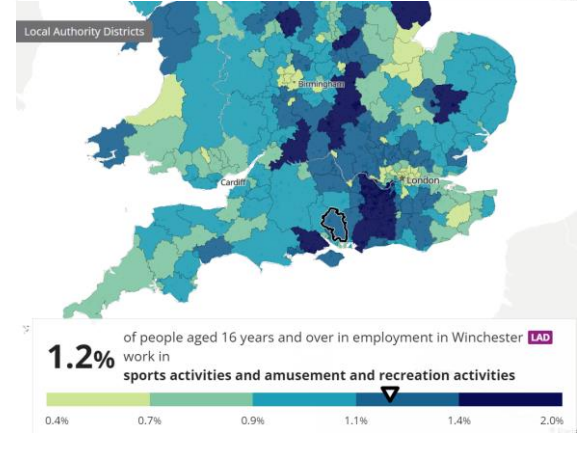 Local Authority Districts
Birmingham
Cardiff
London
of people aged 16 years and over in employment in Winchester LAD
1.2%
work in
sports activities and amusement and recreation activities
0.4% 0.7% 0.9% 1.1% 1.4% 2.0%